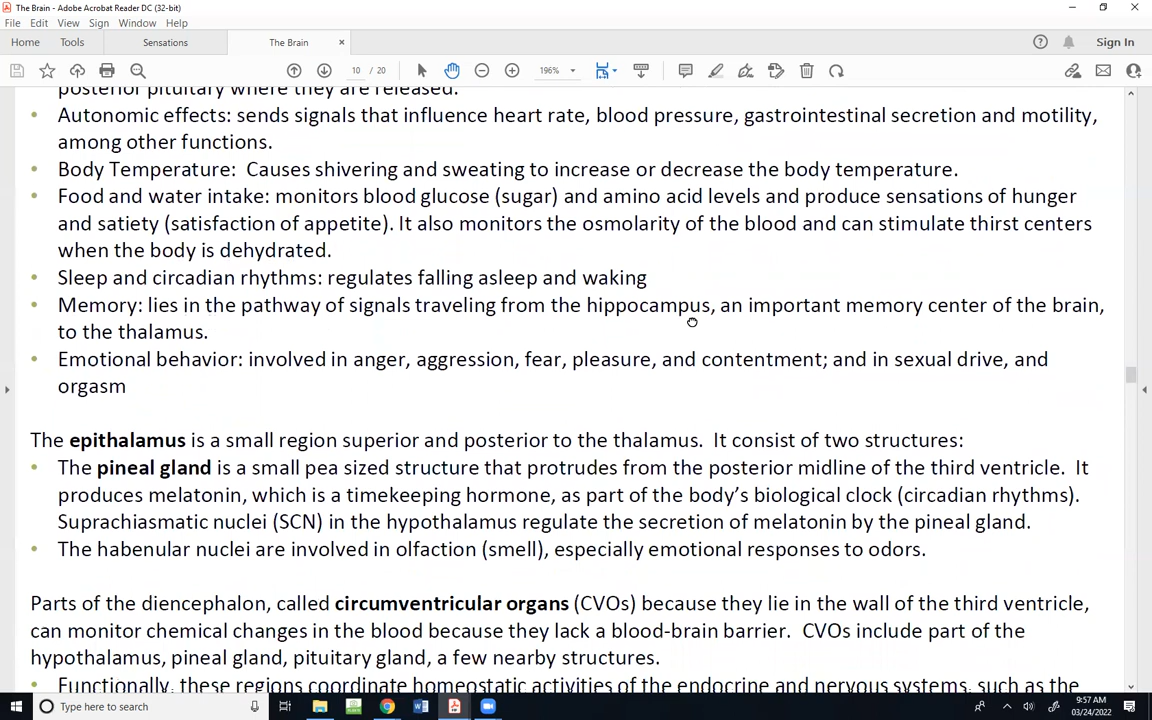 The Brain - Adobe Acrobat Reader DC (32-bit)
File Edit View Sign Window Help
Home Tools Sensations The Brain × Sign In
10 / 20 196%
posterior pituitary where they are released.
• Autonomic effects: sends signals that influence heart rate, blood pressure, gastrointestinal secretion and motility,
among other functions.
• Body Temperature:  Causes shivering and sweating to increase or decrease the body temperature.
• Food and water intake: monitors blood glucose (sugar) and amino acid levels and produce sensations of hunger
and satiety (satisfaction of appetite). It also monitors the osmolarity of the blood and can stimulate thirst centers
when the body is dehydrated.
• Sleep and circadian rhythms: regulates falling asleep and waking
• Memory: lies in the pathway of signals traveling from the hippocampus, an important memory center of the brain,
to the thalamus.
• Emotional behavior: involved in anger, aggression, fear, pleasure, and contentment; and in sexual drive, and
orgasm
The epithalamus is a small region superior and posterior to the thalamus.  It consist of two structures:
• The pineal gland is a small pea sized structure that protrudes from the posterior midline of the third ventricle.  It
produces melatonin, which is a timekeeping hormone, as part of the body's biological clock (circadian rhythms).
Suprachiasmatic nuclei (SCN) in the hypothalamus regulate the secretion of melatonin by the pineal gland.
• The habenular nuclei are involved in olfaction (smell), especially emotional responses to odors.
Parts of the diencephalon, called circumventricular organs (CVOs) because they lie in the wall of the third ventricle,
can monitor chemical changes in the blood because they lack a blood-brain barrier.  CVOs include part of the
hypothalamus, pineal gland, pituitary gland, a few nearby structures.
• Functionally, these regions coordinate homeostatic activities of the endocrine and nervous systems, such as the
Type here to search
9:57 AM
03/24/2022